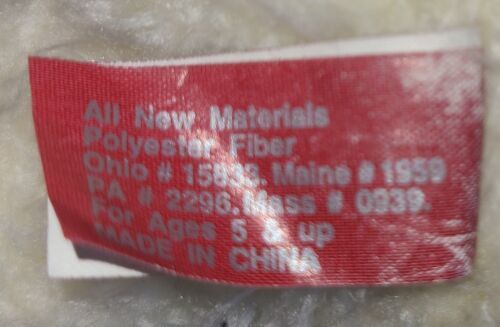 All New Materials
Polyester Fiber
Ohio # 15838. Maine # 1959
PA # 2296. Mass # 0939.
For Ages 5 & up
MADE IN CHINA